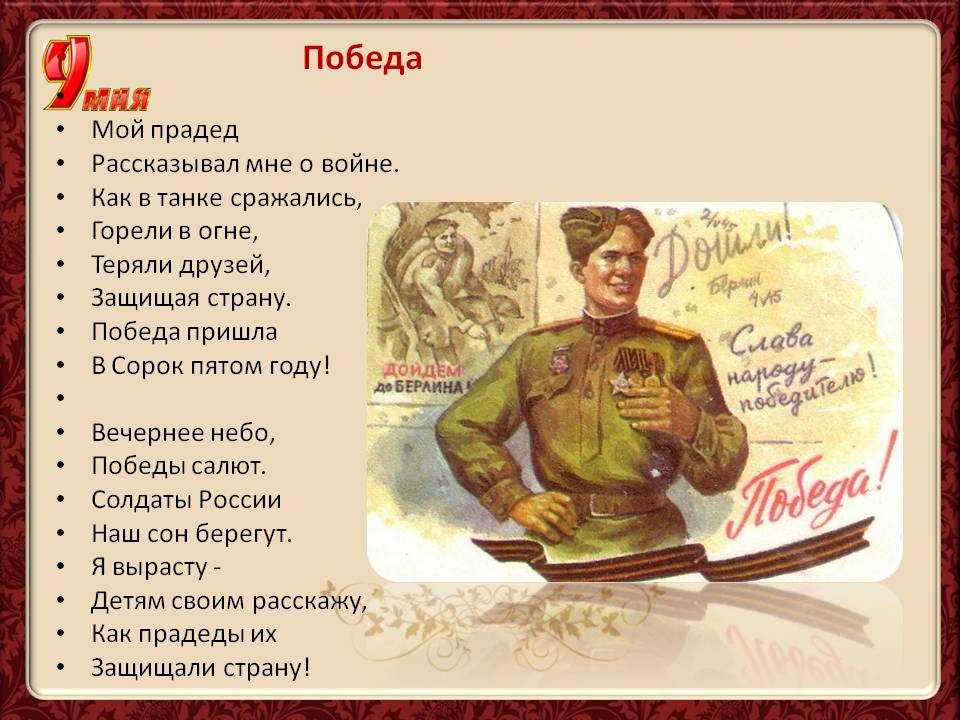 Победа
9
мая
• 
• Мой прадед
• Рассказывал мне о войне.
• Как в танке сражались,
• Горели в огне,
• Теряли друзей,
• Защищая страну.
• Победа пришла
• В Сорок пятом году!
• 
• Вечернее небо,
• Победы салют.
• Солдаты России
• Наш сон берегут.
• Я вырасту -
• Детям своим расскажу,
• Как прадеды их
• Защищали страну!
ДОЙДЕМ
до БЕРЛИНА!
2/V 45
Дошли!
Берлин
Слава
народу-
победителю!
Победа!